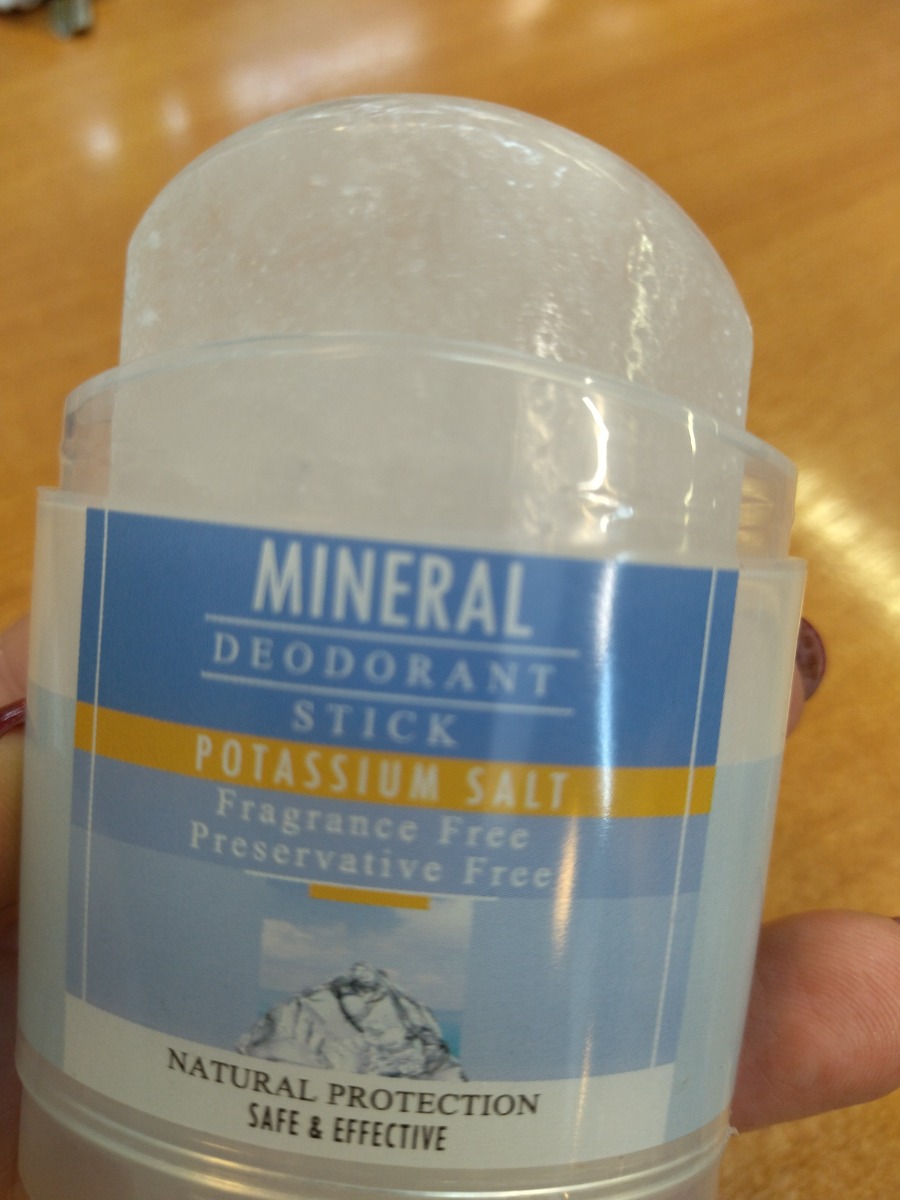 MINERAL
DEODORANT
STICK
POTASSIUM SALT
Fragrance Free
Preservative Free
NATURAL PROTECTION
SAFE & EFFECTIVE